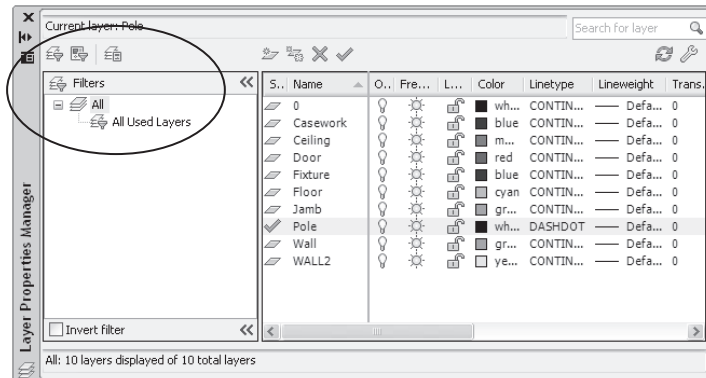 Current layer: Pole
Search for layer
Filters
All
All Used Layers
Invert filter
S.. Name O.. Fre... L... Color Linetype Lineweight Trans.
0 wh... CONTIN... Defa... 0
Casework blue CONTIN... Defa... 0
Ceiling m... CONTIN... Defa... 0
Door red CONTIN... Defa... 0
Fixture blue CONTIN... Defa... 0
Floor cyan CONTIN... Defa... 0
Jamb gr... CONTIN... Defa... 0
Pole wh... DASHDOT Defa... 0
Wall gr... CONTIN... Defa... 0
WALL2 ye... CONTIN... Defa... 0
All: 10 layers displayed of 10 total layers
Layer Properties Manager